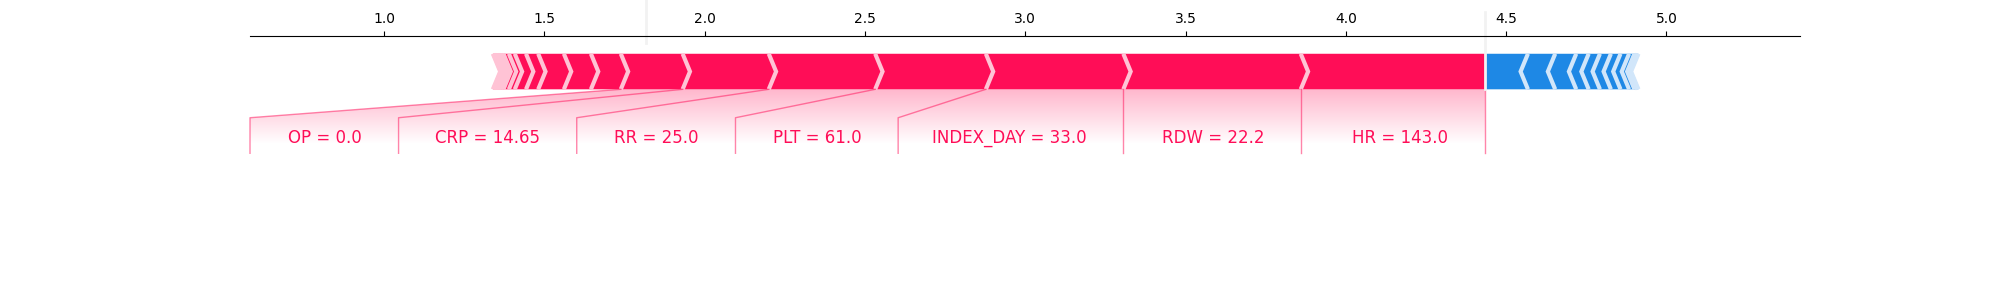 1.0 1.5 2.0 2.5 3.0 3.5 4.0 4.5 5.0
OP = 0.0 CRP = 14.65 RR = 25.0 PLT = 61.0 INDEX_DAY = 33.0 RDW = 22.2 HR = 143.0